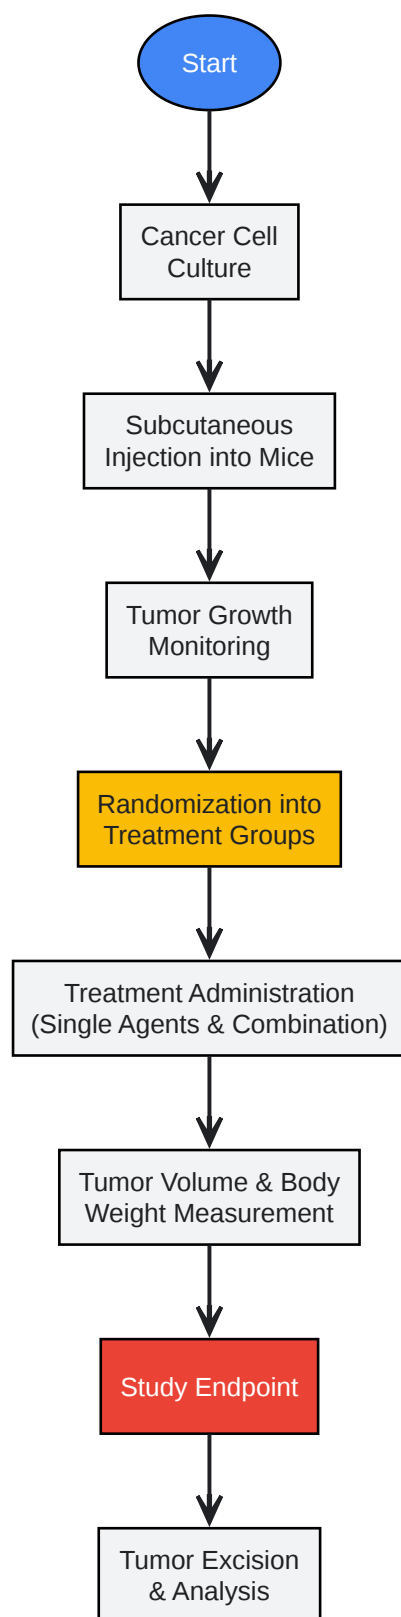 Start
Cancer Cell
Culture
Subcutaneous
Injection into Mice
Tumor Growth
Monitoring
Randomization into
Treatment Groups
Treatment Administration
(Single Agents & Combination)
Tumor Volume & Body
Weight Measurement
Study Endpoint
Tumor Excision
& Analysis